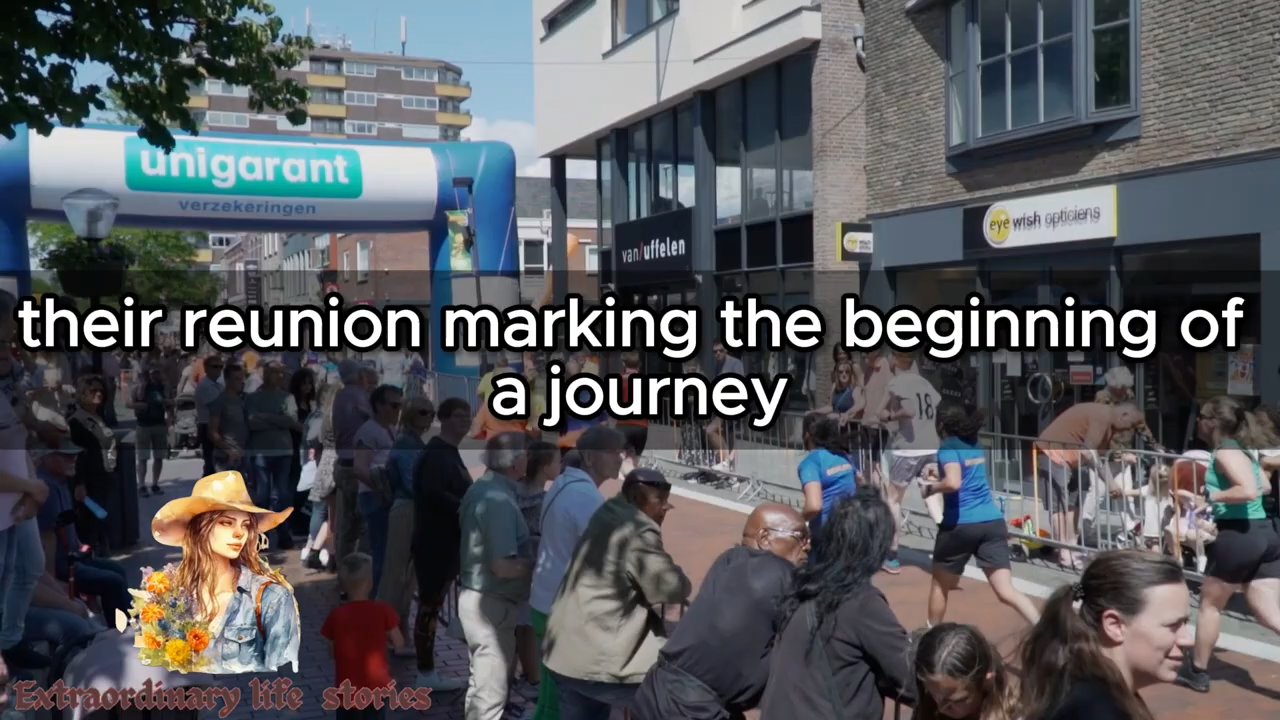 unigarant
verzekeringen
van/uffelen
eye wish opticiens
their reunion marking the beginning of
a journey
18
Extraordinary life stories